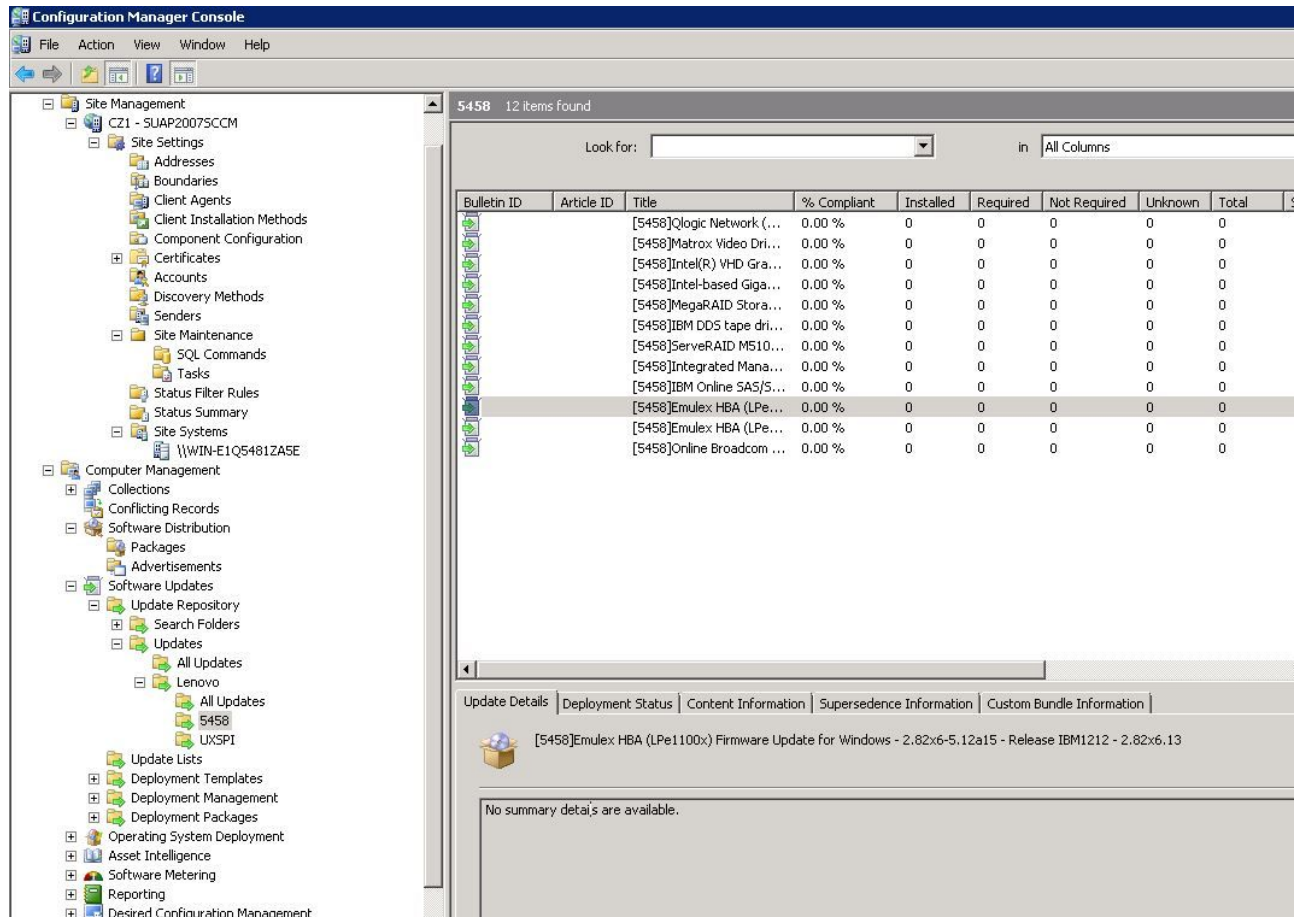 Configuration Manager Console
File Action View Window Help
Site Management
CZ1 - SUAP2007SCCM
Site Settings
Addresses
Boundaries
Client Agents
Client Installation Methods
Component Configuration
Certificates
Accounts
Discovery Methods
Senders
Site Maintenance
SQL Commands
Tasks
Status Filter Rules
Status Summary
Site Systems
\\WIN-E1Q5481ZA5E
Computer Management
Collections
Conflicting Records
Software Distribution
Packages
Advertisements
Software Updates
Update Repository
Search Folders
Updates
All Updates
Lenovo
All Updates
5458
UXSPI
Update Lists
Deployment Templates
Deployment Management
Deployment Packages
Operating System Deployment
Asset Intelligence
Software Metering
Reporting
Desired Configuration Management
5458 12 items found
Look for: in All Columns
Bulletin ID Article ID Title % Compliant Installed Required Not Required Unknown Total
[5458]Qlogic Network (... 0.00 % 0 0 0 0 0
[5458]Matrox Video Dri... 0.00 % 0 0 0 0 0
[5458]Intel(R) VHD Gra... 0.00 % 0 0 0 0 0
[5458]Intel-based Giga... 0.00 % 0 0 0 0 0
[5458]MegaRAID Stora... 0.00 % 0 0 0 0 0
[5458]IBM DDS tape dri... 0.00 % 0 0 0 0 0
[5458]ServeRAID M510... 0.00 % 0 0 0 0 0
[5458]Integrated Mana... 0.00 % 0 0 0 0 0
[5458]IBM Online SAS/S... 0.00 % 0 0 0 0 0
[5458]Emulex HBA (LPe... 0.00 % 0 0 0 0 0
[5458]Emulex HBA (LPe... 0.00 % 0 0 0 0 0
[5458]Online Broadcom ... 0.00 % 0 0 0 0 0
Update Details Deployment Status Content Information Supersedence Information Custom Bundle Information
[5458]Emulex HBA (LPe1100x) Firmware Update for Windows - 2.82x6-5.12a15 - Release IBM1212 - 2.82x6.13
No summary details are available.